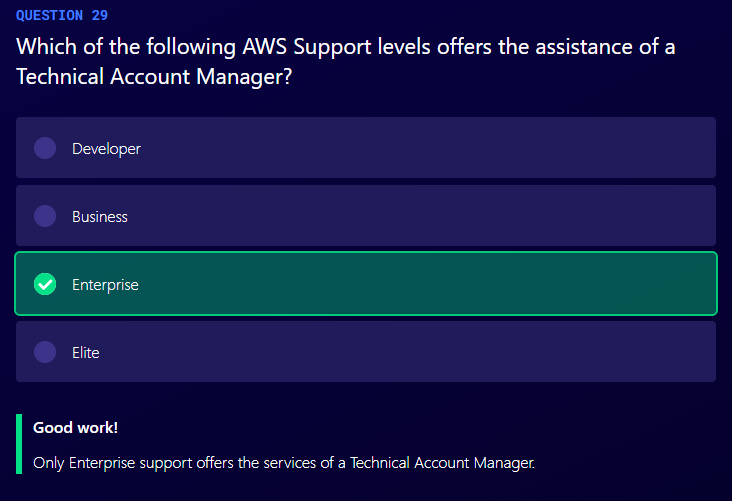 QUESTION 29
Which of the following AWS Support levels offers the assistance of a
Technical Account Manager?
Developer
Business
Enterprise
Elite
Good work!
Only Enterprise support offers the services of a Technical Account Manager.